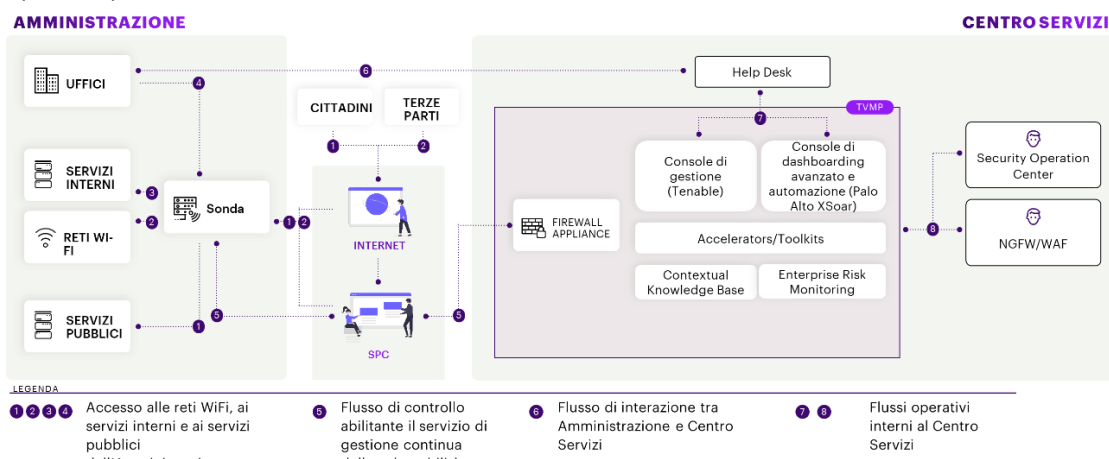 AMMINISTRAZIONE
CENTRO SERVIZI
UFFICI
4
6
Help Desk
CITTADINI
TERZE
PARTI
1
2
TVMP
7
Console di
gestione
(Tenable)
Console di
dashboarding
avanzato e
automazione (Palo
Alto XSoar)
Security Operation
Center
SERVIZI
INTERNI
3
Sonda
2
RETI WI-
FI
1 2
INTERNET
FIREWALL
APPLIANCE
Accelerators/Toolkits
8
NGFW/WAF
Contextual
Knowledge Base
Enterprise Risk
Monitoring
SERVIZI
PUBBLICI
1
5
5
SPC
LEGENDA
1 2 3 4
Accesso alle reti WiFi, ai
servizi interni e ai servizi
pubblici
5
Flusso di controllo
abilitante il servizio di
gestione continua
6
Flusso di interazione tra
Amministrazione e Centro
Servizi
7 8
Flussi operativi
interni al Centro
Servizi